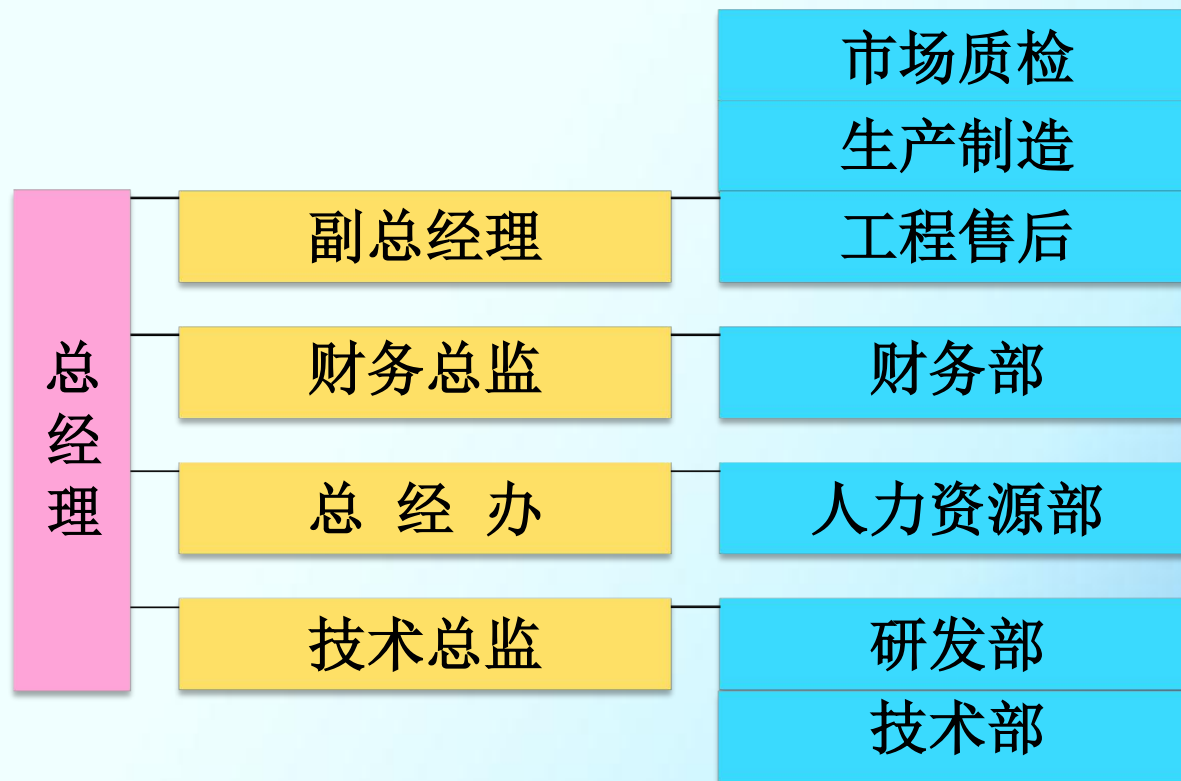 市场质检
生产制造
副总经理
工程售后
总经理
财务总监
财务部
总 经 办
人力资源部
技术总监
研发部
技术部